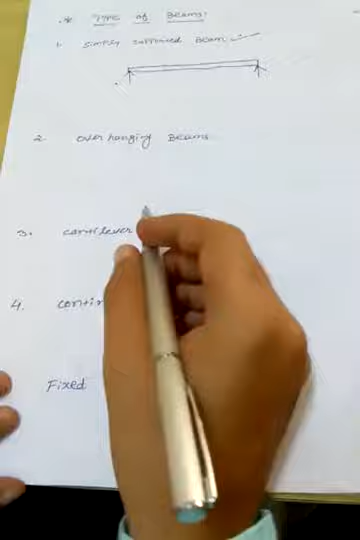 * Type of Beams:
1. Simply supported Beam
2. over hanging Beams
3. cantilever
4. contin
Fixed